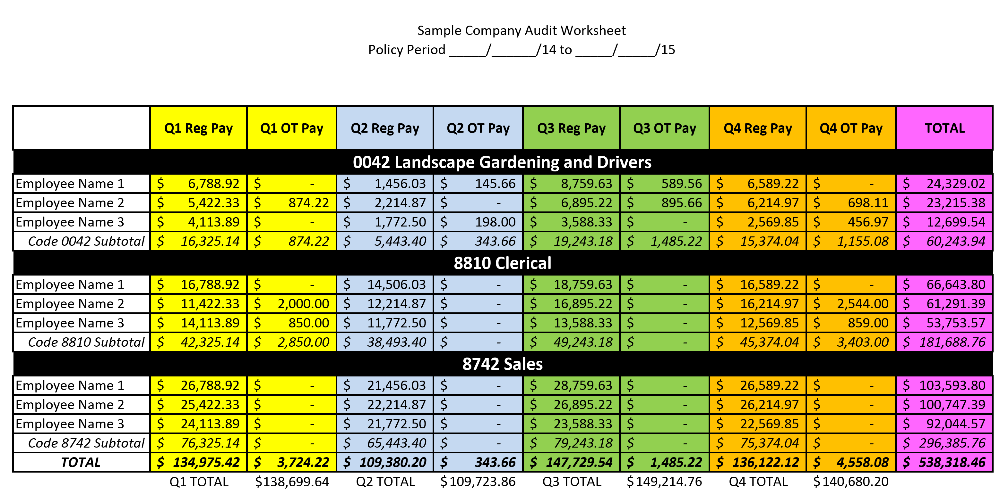 Sample Company Audit Worksheet
Policy Period _____/______/14 to _____/_____/15
Q1 Reg Pay Q1 OT Pay Q2 Reg Pay Q2 OT Pay Q3 Reg Pay Q3 OT Pay Q4 Reg Pay Q4 OT Pay TOTAL
0042 Landscape Gardening and Drivers
Employee Name 1 $ 6,788.92 $ - $ 1,456.03 $ 145.66 $ 8,759.63 $ 589.56 $ 6,589.22 $ - $ 24,329.02
Employee Name 2 $ 5,422.33 $ 874.22 $ 2,214.87 $ - $ 6,895.22 $ 895.66 $ 6,214.97 $ 698.11 $ 23,215.38
Employee Name 3 $ 4,113.89 $ - $ 1,772.50 $ 198.00 $ 3,588.33 $ - $ 2,569.85 $ 456.97 $ 12,699.54
Code 0042 Subtotal $ 16,325.14 $ 874.22 $ 5,443.40 $ 343.66 $ 19,243.18 $ 1,485.22 $ 15,374.04 $ 1,155.08 $ 60,243.94
8810 Clerical
Employee Name 1 $ 16,788.92 $ - $ 14,506.03 $ - $ 18,759.63 $ - $ 16,589.22 $ - $ 66,643.80
Employee Name 2 $ 11,422.33 $ 2,000.00 $ 12,214.87 $ - $ 16,895.22 $ - $ 16,214.97 $ 2,544.00 $ 61,291.39
Employee Name 3 $ 14,113.89 $ 850.00 $ 11,772.50 $ - $ 13,588.33 $ - $ 12,569.85 $ 859.00 $ 53,753.57
Code 8810 Subtotal $ 42,325.14 $ 2,850.00 $ 38,493.40 $ - $ 49,243.18 $ - $ 45,374.04 $ 3,403.00 $ 181,688.76
8742 Sales
Employee Name 1 $ 26,788.92 $ - $ 21,456.03 $ - $ 28,759.63 $ - $ 26,589.22 $ - $ 103,593.80
Employee Name 2 $ 25,422.33 $ - $ 22,214.87 $ - $ 26,895.22 $ - $ 26,214.97 $ - $ 100,747.39
Employee Name 3 $ 24,113.89 $ - $ 21,772.50 $ - $ 23,588.33 $ - $ 22,569.85 $ - $ 92,044.57
Code 8742 Subtotal $ 76,325.14 $ - $ 65,443.40 $ - $ 79,243.18 $ - $ 75,374.04 $ - $ 296,385.76
TOTAL $ 134,975.42 $ 3,724.22 $ 109,380.20 $ 343.66 $ 147,729.54 $ 1,485.22 $ 136,122.12 $ 4,558.08 $ 538,318.46
Q1 TOTAL $138,699.64 Q2 TOTAL $109,723.86 Q3 TOTAL $149,214.76 Q4 TOTAL $140,680.20